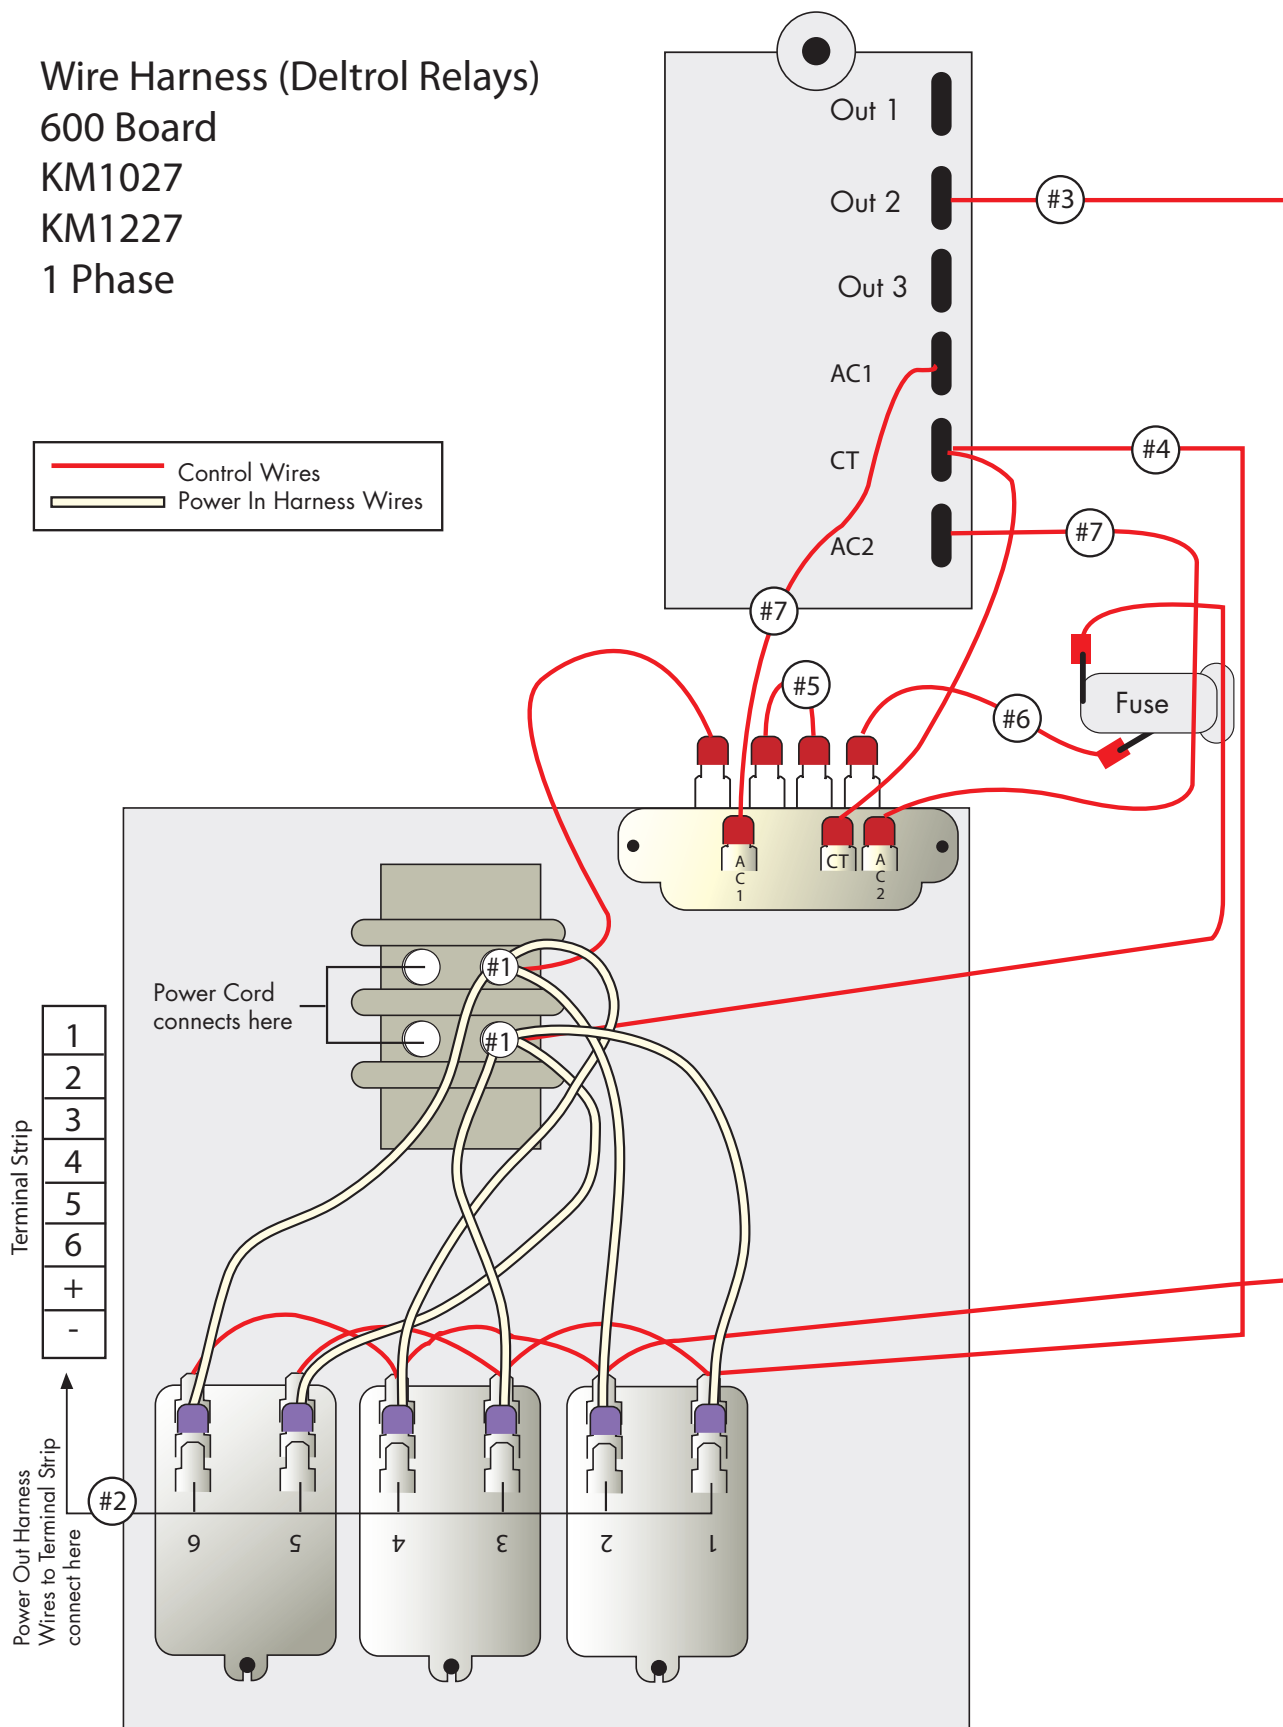 Wire Harness (Deltrol Relays)
600 Board
KM1027
KM1227
1 Phase
Control Wires
Power In Harness Wires
Out 1
Out 2
Out 3
AC1
CT
AC2
#3
#4
#7
#7
#5
#6
Fuse
AC1
CT
AC2
Power Cord
connects here
#1
#1
Terminal Strip
1
2
3
4
5
6
+
-
Power Out Harness
Wires to Terminal Strip
connect here
#2
6
5
4
3
2
1